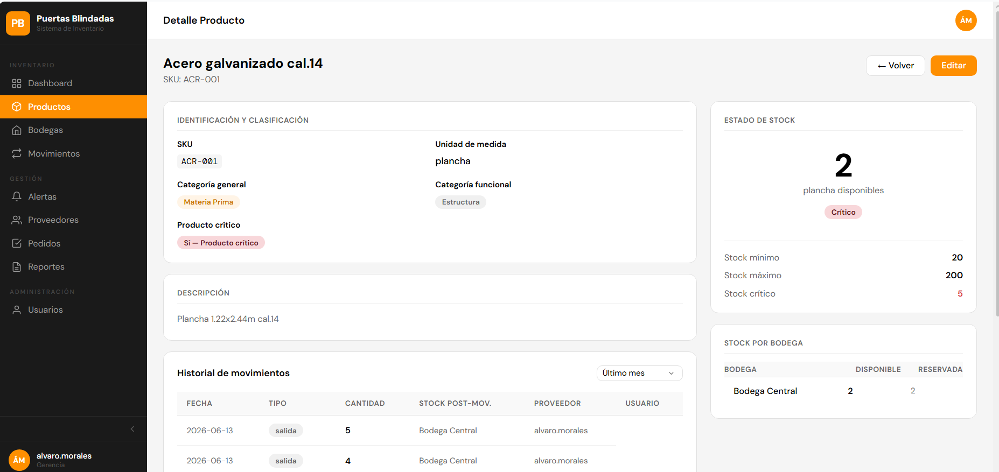 PB
Puertas Blindadas
Sistema de Inventario
INVENTARIO
Dashboard
Productos
Bodegas
Movimientos
GESTIÓN
Alertas
Proveedores
Pedidos
Reportes
ADMINISTRACIÓN
Usuarios
ÁM
alvaro.morales
Gerencia
Detalle Producto
ÁM
Acero galvanizado cal.14
SKU: ACR-001
← Volver
Editar
IDENTIFICACIÓN Y CLASIFICACIÓN
SKU
ACR-001
Unidad de medida
plancha
Categoría general
Materia Prima
Categoría funcional
Estructura
Producto crítico
Sí — Producto crítico
DESCRIPCIÓN
Plancha 1.22x2.44m cal.14
Historial de movimientos
Último mes
FECHA TIPO CANTIDAD STOCK POST-MOV. PROVEEDOR USUARIO
2026-06-13 salida 5 Bodega Central alvaro.morales
2026-06-13 salida 4 Bodega Central alvaro.morales
ESTADO DE STOCK
2
plancha disponibles
Crítico
Stock mínimo 20
Stock máximo 200
Stock crítico 5
STOCK POR BODEGA
BODEGA DISPONIBLE RESERVADA
Bodega Central 2 2